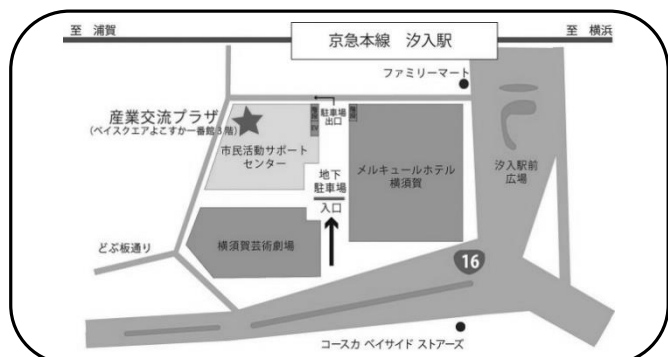 至 浦賀
京急本線 汐入駅
至 横浜
ファミリーマート
産業交流プラザ
(ベイスクエアよこすか一番館3階)
駐車場
出口
市民活動サポート
センター
地下
駐車場
入口
メルキュールホテル
横須賀
汐入駅前
広場
どぶ板通り
横須賀芸術劇場
16
コースカ ベイサイド ストアーズ